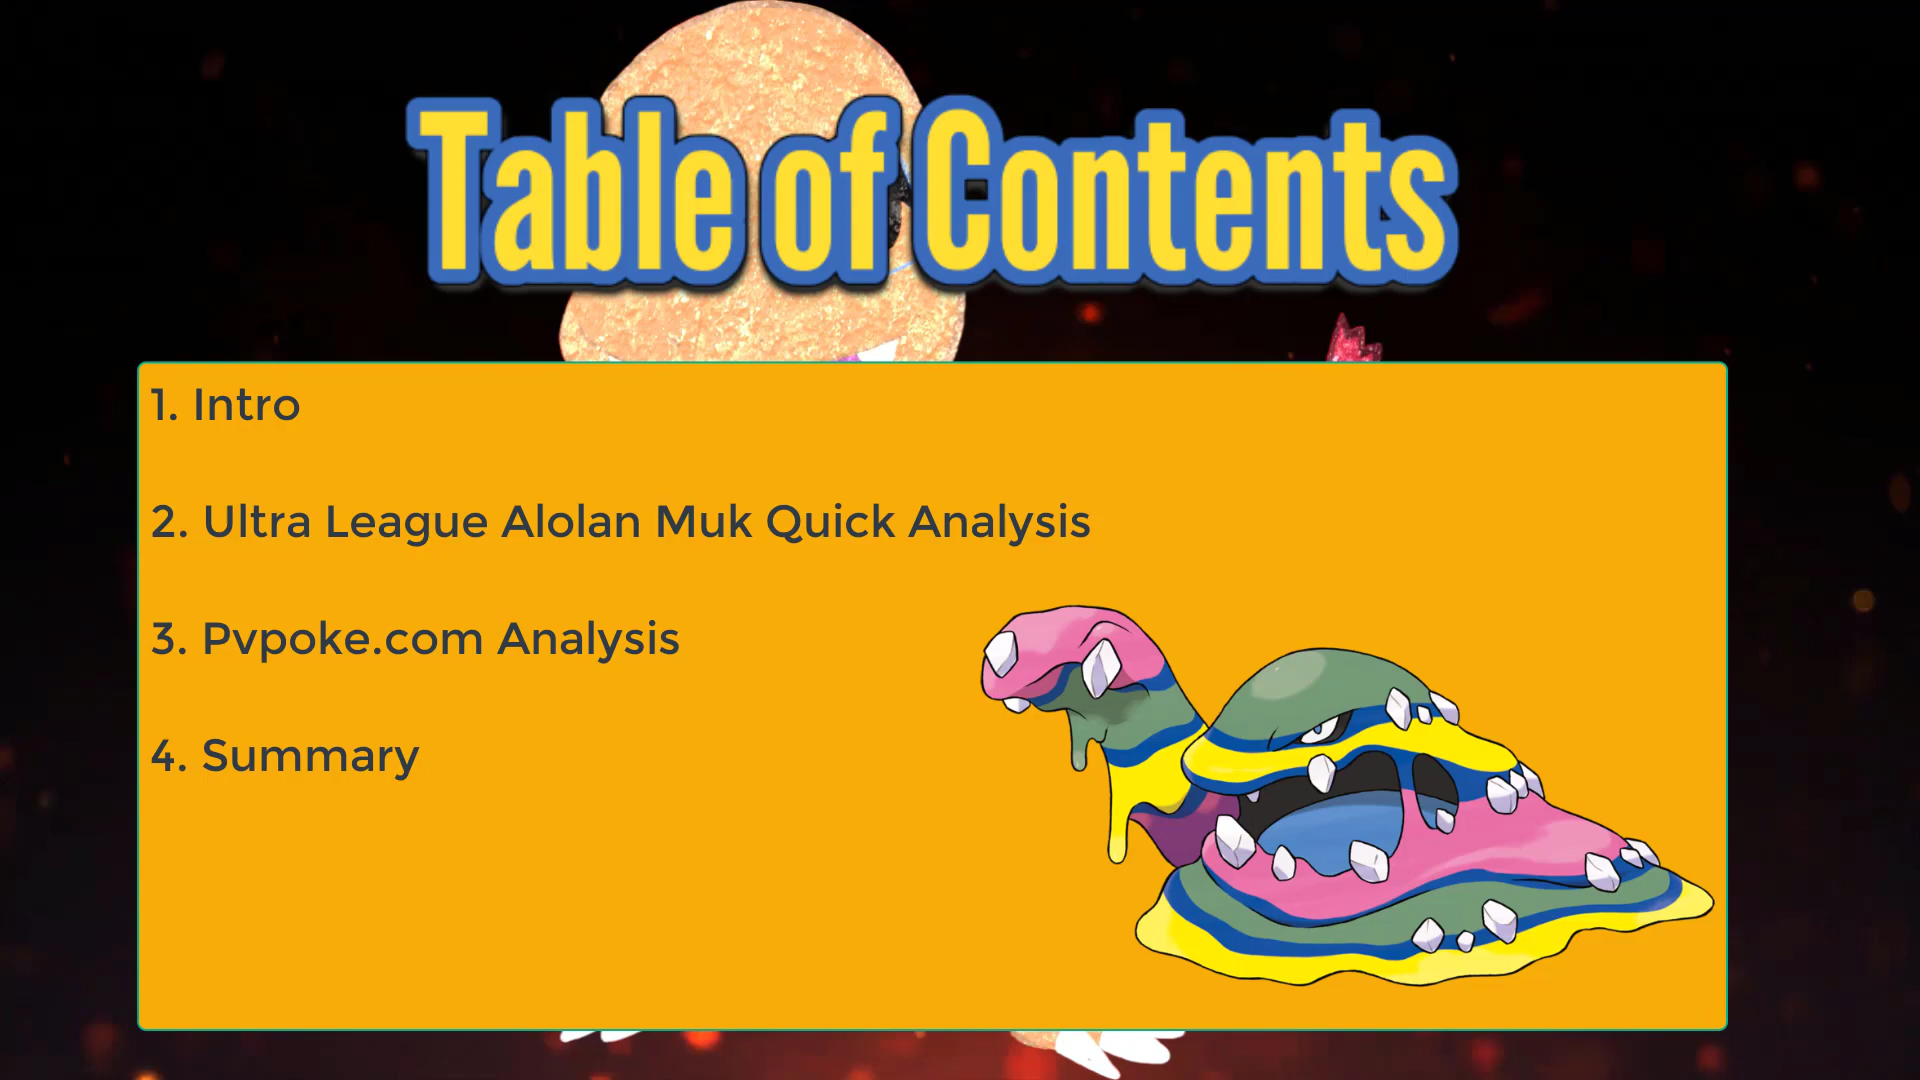 Table of Contents
1. Intro
2. Ultra League Alolan Muk Quick Analysis
3. Pvpoke.com Analysis
4. Summary